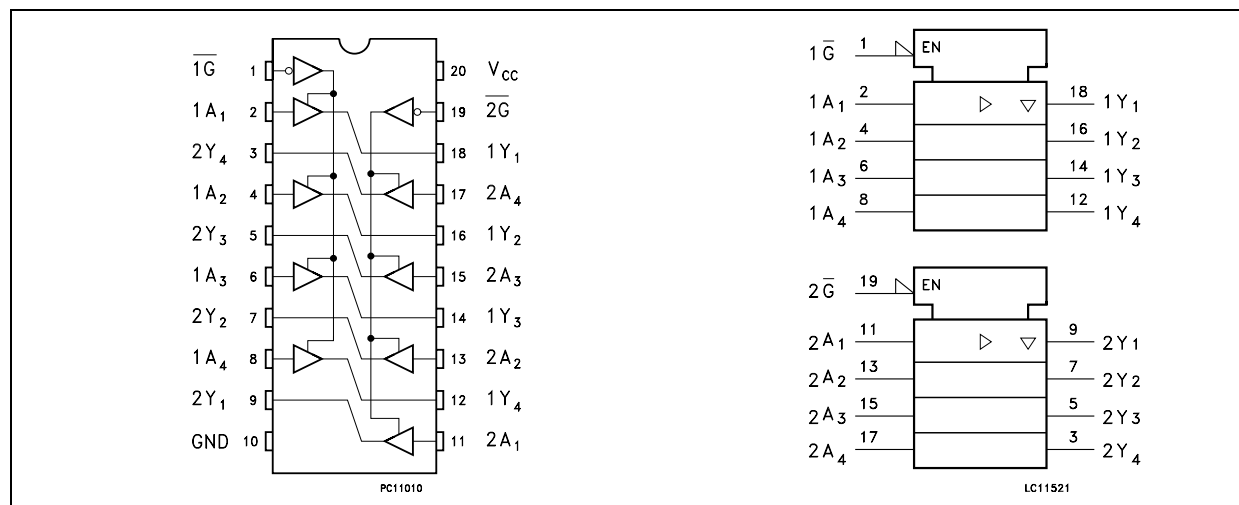 1G 1 20 VCC
1A1 2 19 2G
2Y4 3 18 1Y1
1A2 4 17 2A4
2Y3 5 16 1Y2
1A3 6 15 2A3
2Y2 7 14 1Y3
1A4 8 13 2A2
2Y1 9 12 1Y4
GND 10 11 2A1
PC11010
1G 1 EN
1A1 2 18 1Y1
1A2 4 16 1Y2
1A3 6 14 1Y3
1A4 8 12 1Y4
2G 19 EN
2A1 11 9 2Y1
2A2 13 7 2Y2
2A3 15 5 2Y3
2A4 17 3 2Y4
LC11521